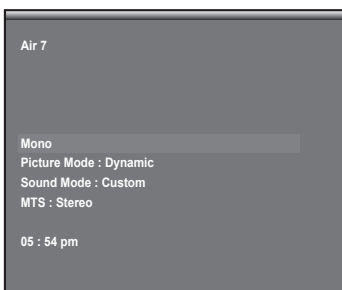 Air 7
Mono
Picture Mode : Dynamic
Sound Mode : Custom
MTS : Stereo
05 : 54 pm